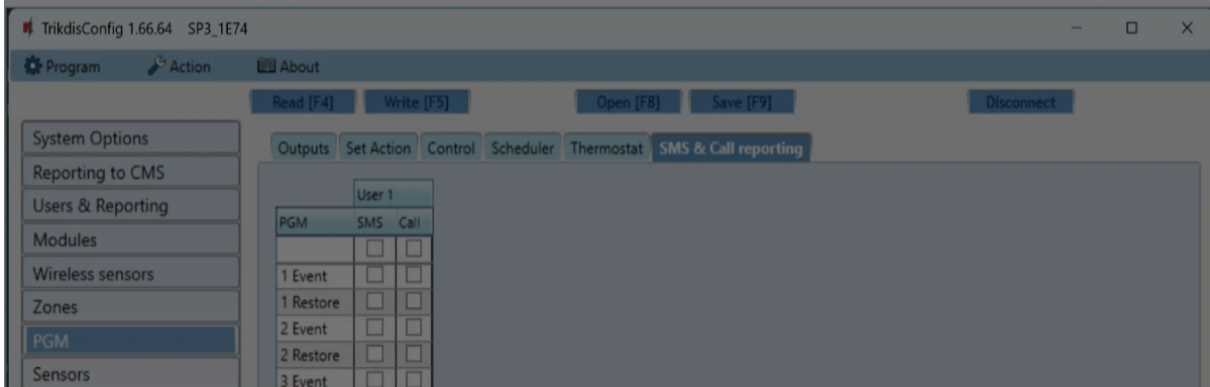 TrikdisConfig 1.66.64 SP3_1E74
Program Action About
Read [F4] Write [F5] Open [F8] Save [F9] Disconnect
System Options
Reporting to CMS
Users & Reporting
Modules
Wireless sensors
Zones
PGM
Sensors
Outputs Set Action Control Scheduler Thermostat SMS & Call reporting
User 1
PGM SMS Call
1 Event
1 Restore
2 Event
2 Restore
3 Event